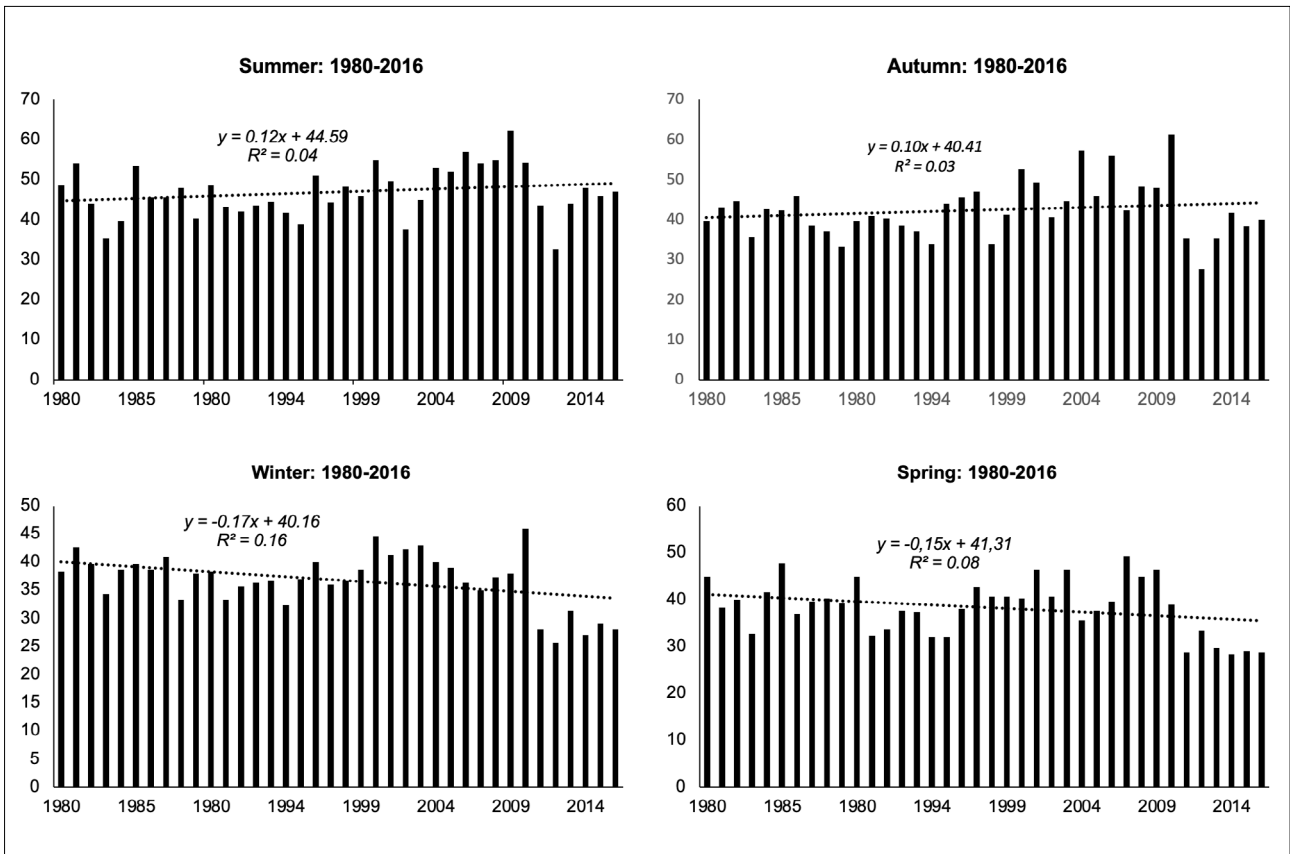 Summer: 1980-2016
70
60
50
40
30
20
10
0
y = 0.12x + 44.59
R² = 0.04
1980 1985 1980 1994 1999 2004 2009 2014
Autumn: 1980-2016
70
60
50
40
30
20
10
0
y = 0.10x + 40.41
R² = 0.03
1980 1985 1980 1994 1999 2004 2009 2014
Winter: 1980-2016
50
45
40
35
30
25
20
15
10
5
0
y = -0.17x + 40.16
R² = 0.16
1980 1985 1980 1994 1999 2004 2009 2014
Spring: 1980-2016
60
50
40
30
20
10
0
y = -0,15x + 41,31
R² = 0.08
1980 1985 1980 1994 1999 2004 2009 2014